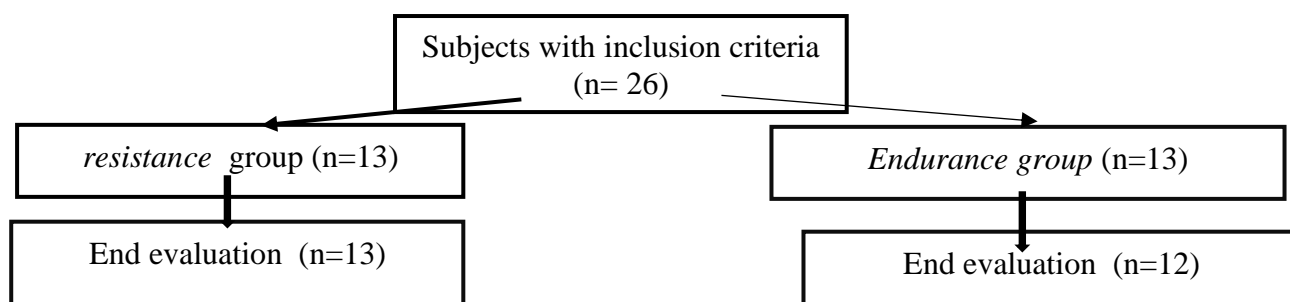 Subjects with inclusion criteria
(n= 26)
resistance group (n=13)
Endurance group (n=13)
End evaluation (n=13)
End evaluation (n=12)